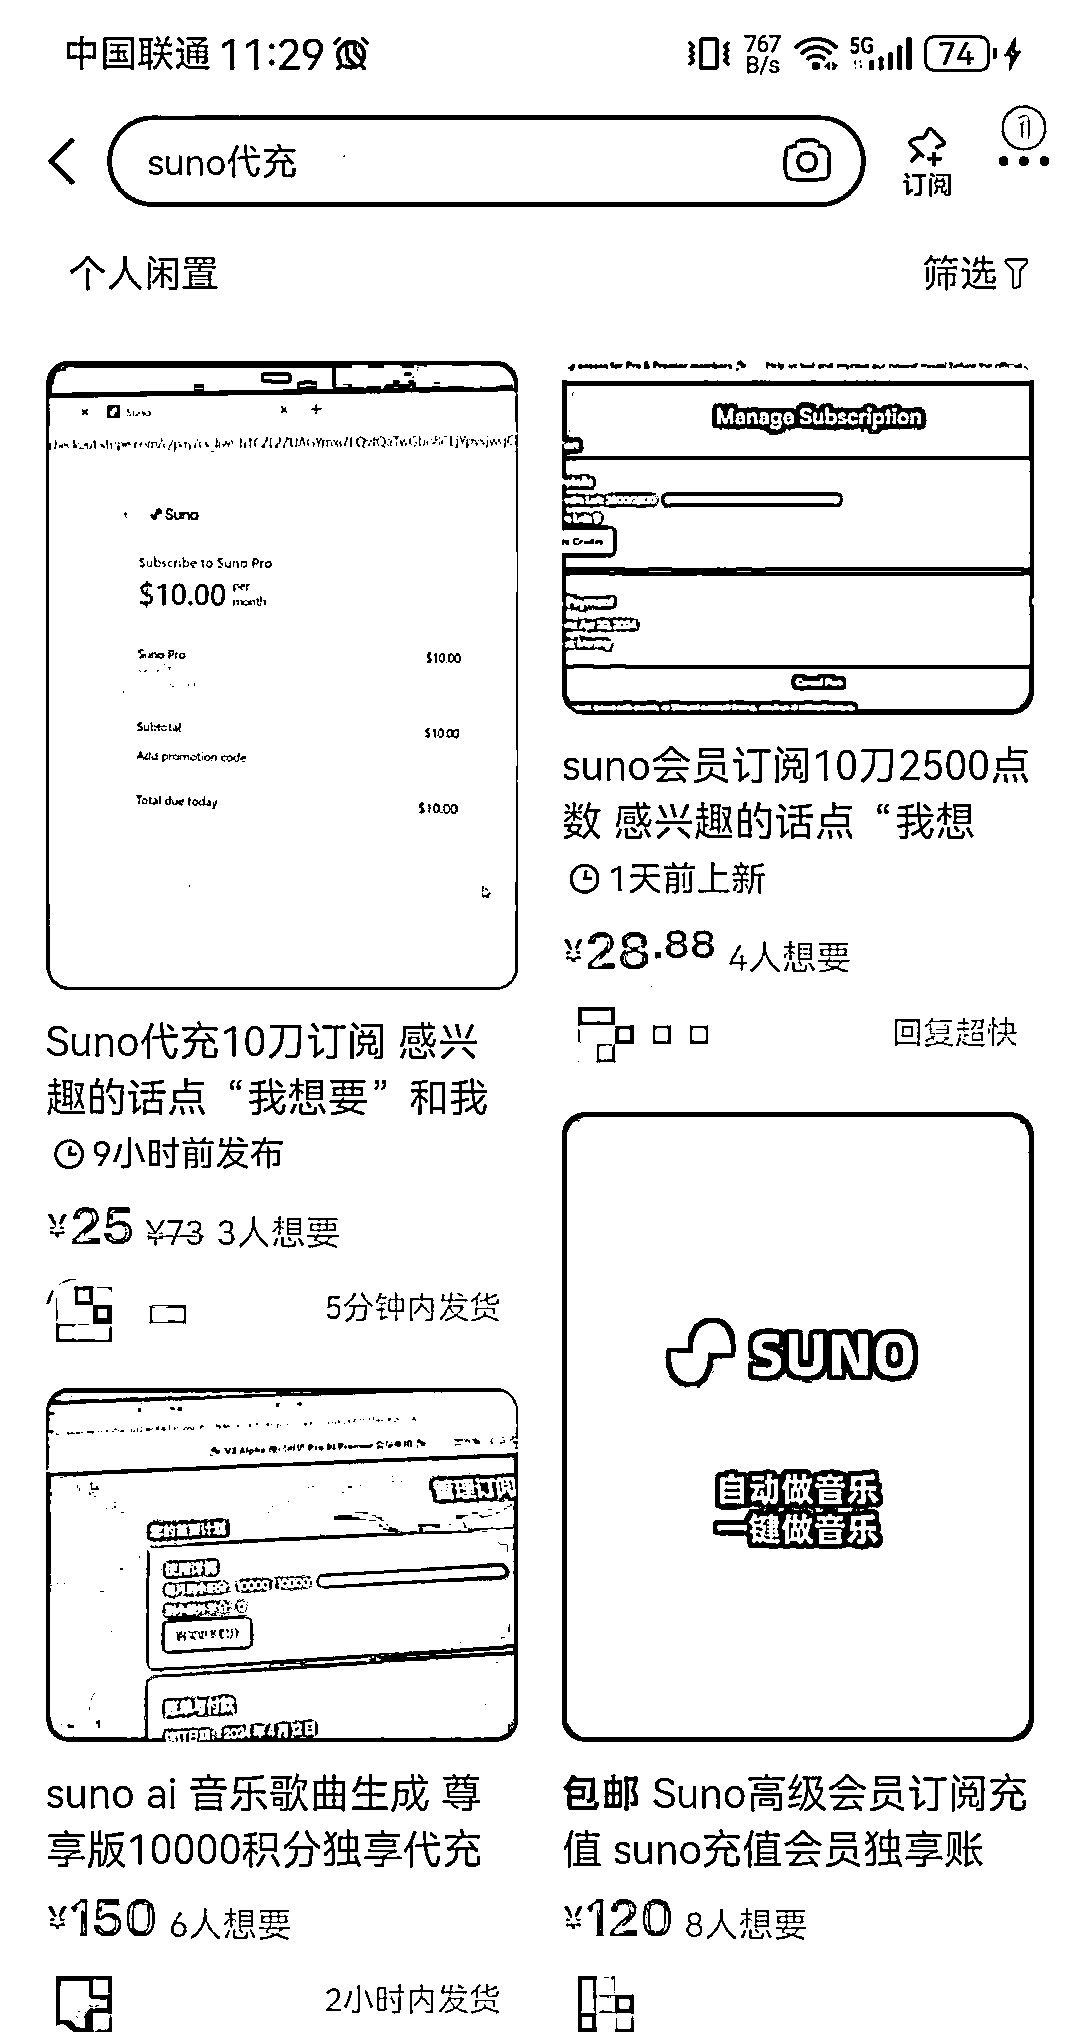 中国联通 11:29
767 B/s 5G 74
suno代充
订阅
个人闲置
筛选
Suno
Suno
Subscribe to Suno Pro
$10.00 per month
Suno Pro $10.00
Subtotal $10.00
Add promotion code
Total due today $10.00
Suno代充10刀订阅 感兴
趣的话点“我想要”和我
9小时前发布
¥25 ¥73 3人想要
5分钟内发货
Manage Subscription
Cancel Plan
suno会员订阅10刀2500点
数 感兴趣的话点“我想
1天前上新
¥28.88 4人想要
回复超快
管理订阅
10000 10000
账单与付款
suno ai 音乐歌曲生成 尊
享版10000积分独享代充
¥150 6人想要
2小时内发货
SUNO
自动做音乐
一键做音乐
包邮 Suno高级会员订阅充
值 suno充值会员独享账
¥120 8人想要